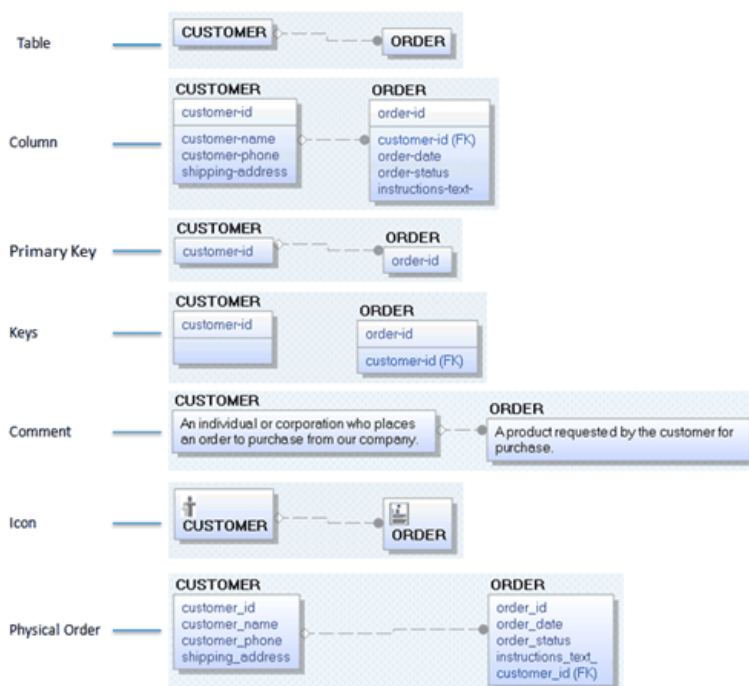 Table
CUSTOMER
ORDER
Column
CUSTOMER
customer-id
customer-name
customer-phone
shipping-address
ORDER
order-id
customer-id (FK)
order-date
order-status
instructions-text-
Primary Key
CUSTOMER
customer-id
ORDER
order-id
Keys
CUSTOMER
customer-id
ORDER
order-id
customer-id (FK)
Comment
CUSTOMER
An individual or corporation who places
an order to purchase from our company.
ORDER
A product requested by the customer for
purchase.
Icon
CUSTOMER
ORDER
Physical Order
CUSTOMER
customer_id
customer_name
customer_phone
shipping_address
ORDER
order_id
order_date
order_status
instructions_text_
customer_id (FK)